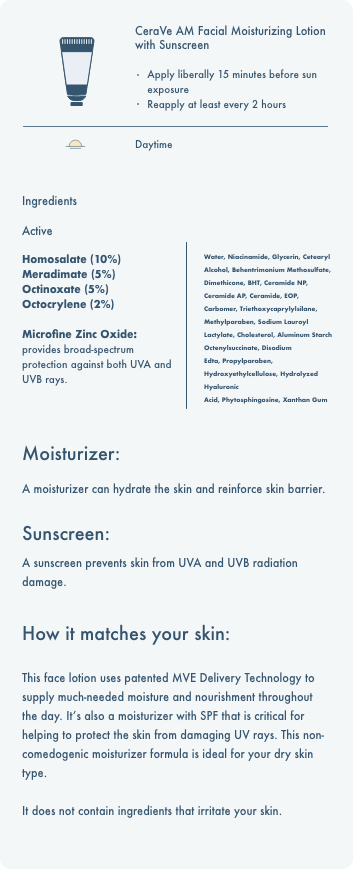 CeraVe AM Facial Moisturizing Lotion
with Sunscreen
· Apply liberally 15 minutes before sun
exposure
· Reapply at least every 2 hours
Daytime
Ingredients
Active
Homosalate (10%)
Meradimate (5%)
Octinoxate (5%)
Octocrylene (2%)
Microfine Zinc Oxide:
provides broad-spectrum
protection against both UVA and
UVB rays.
Water, Niacinamide, Glycerin, Cetearyl
Alcohol, Behentrimonium Methosulfate,
Dimethicone, BHT, Ceramide NP,
Ceramide AP, Ceramide, EOP,
Carbomer, Triethoxycaprylylsilane,
Methylparaben, Sodium Lauroyl
Lactylate, Cholesterol, Aluminum Starch
Octenylsuccinate, Disodium
Edta, Propylparaben,
Hydroxyethylcellulose, Hydrolyzed
Hyaluronic
Acid, Phytosphingosine, Xanthan Gum
Moisturizer:
A moisturizer can hydrate the skin and reinforce skin barrier.
Sunscreen:
A sunscreen prevents skin from UVA and UVB radiation
damage.
How it matches your skin:
This face lotion uses patented MVE Delivery Technology to
supply much-needed moisture and nourishment throughout
the day. It's also a moisturizer with SPF that is critical for
helping to protect the skin from damaging UV rays. This non-
comedogenic moisturizer formula is ideal for your dry skin
type.
It does not contain ingredients that irritate your skin.